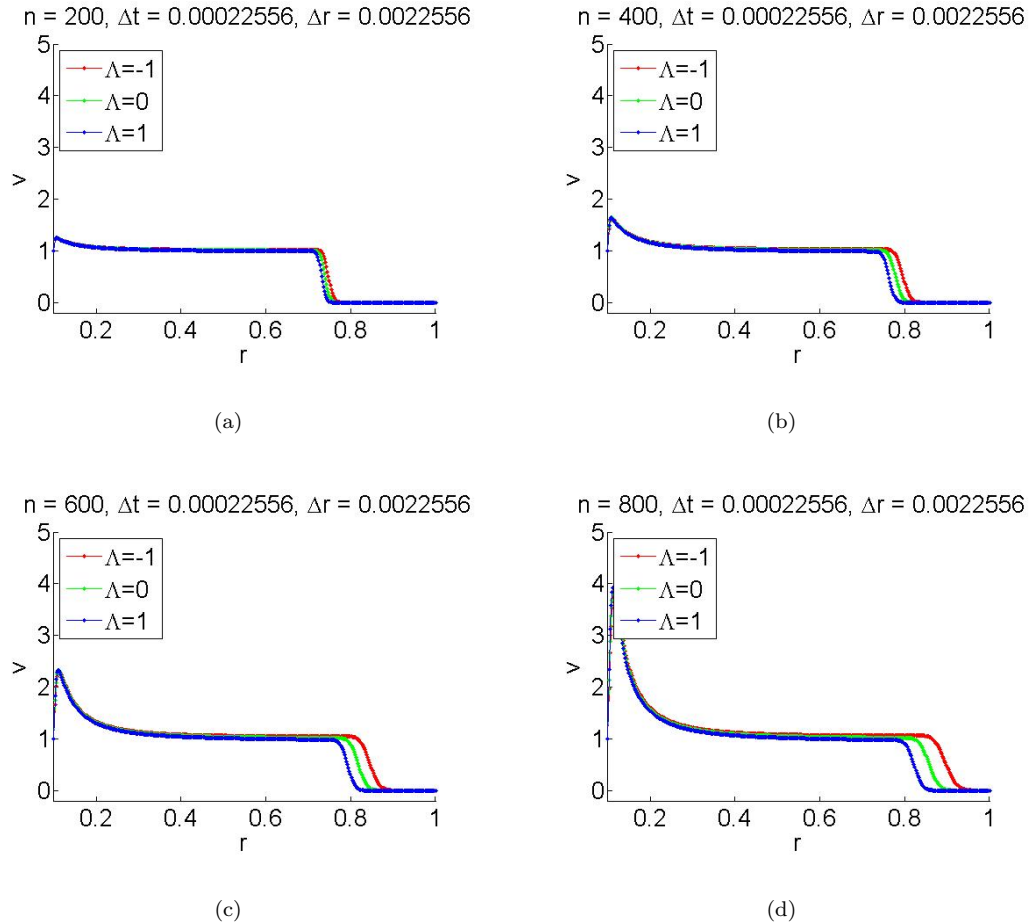 n = 200, Δt = 0.00022556, Δr = 0.0022556
5
4
3
2
1
0
v
Λ=-1
Λ=0
Λ=1
0.2 0.4 0.6 0.8 1
r
(a)
n = 400, Δt = 0.00022556, Δr = 0.0022556
5
4
3
2
1
0
v
Λ=-1
Λ=0
Λ=1
0.2 0.4 0.6 0.8 1
r
(b)
n = 600, Δt = 0.00022556, Δr = 0.0022556
5
4
3
2
1
0
v
Λ=-1
Λ=0
Λ=1
0.2 0.4 0.6 0.8 1
r
(c)
n = 800, Δt = 0.00022556, Δr = 0.0022556
5
4
3
2
1
0
v
Λ=-1
Λ=0
Λ=1
0.2 0.4 0.6 0.8 1
r
(d)